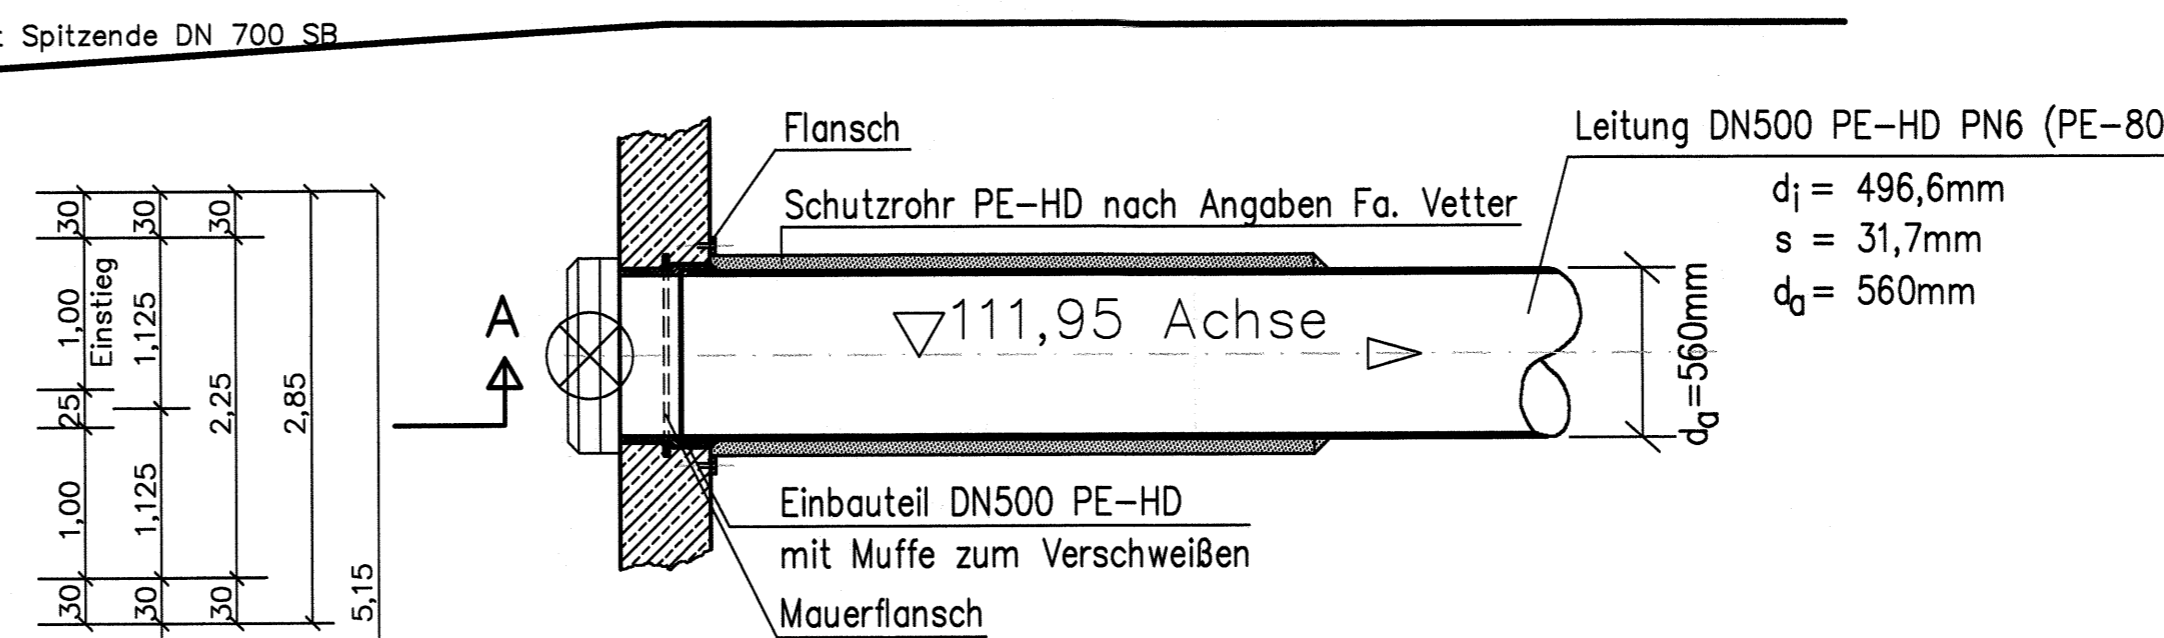 : Spitzende DN 700 SB
Flansch
Leitung DN500 PE-HD PN6 (PE-80
Schutzrohr PE-HD nach Angaben Fa. Vetter
di = 496,6mm
s = 31,7mm
da = 560mm
30
30
30
1,00
Einstieg
1,125
2,25
2,85
25
1,00
1,125
30
30
30
5,15
A
111,95 Achse
da=560mm
Einbauteil DN500 PE-HD
mit Muffe zum Verschweißen
Mauerflansch